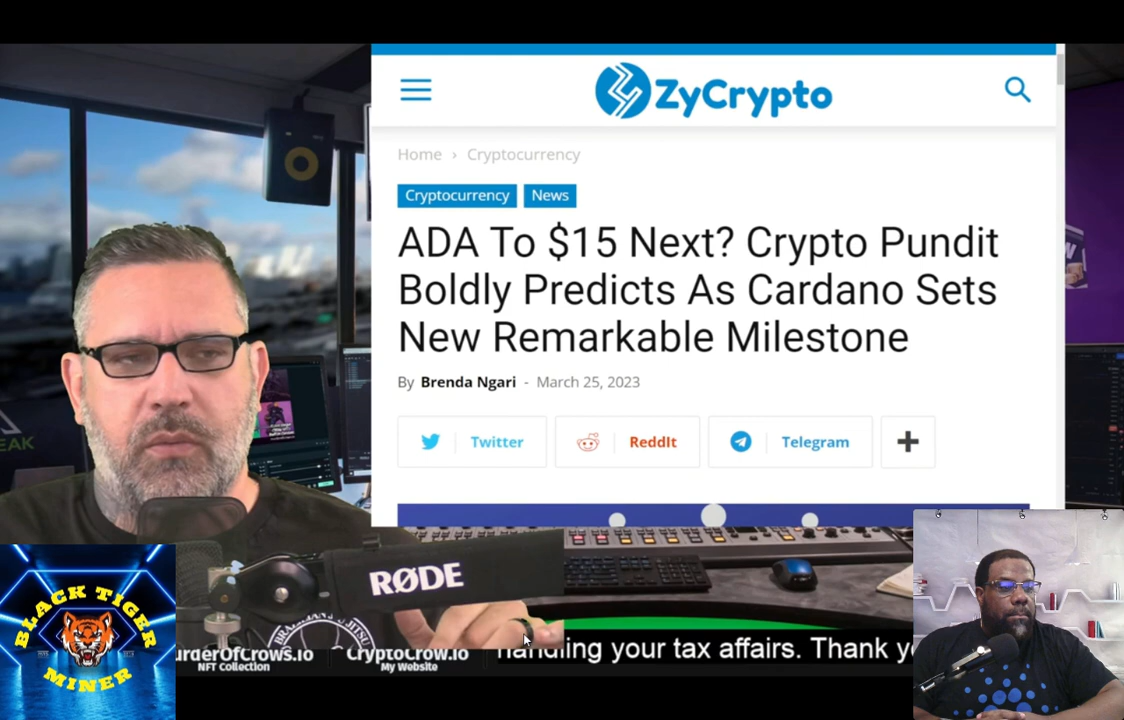 ZyCrypto
Home › Cryptocurrency
Cryptocurrency News
ADA To $15 Next? Crypto Pundit
Boldly Predicts As Cardano Sets
New Remarkable Milestone
By Brenda Ngari - March 25, 2023
Twitter
ReddIt
Telegram
EAK
RØDE
BLACK TIGER
MINER
urderOfCrows.io
NFT Collection
CryptoCrow.io
My Website
handling your tax affairs. Thank y